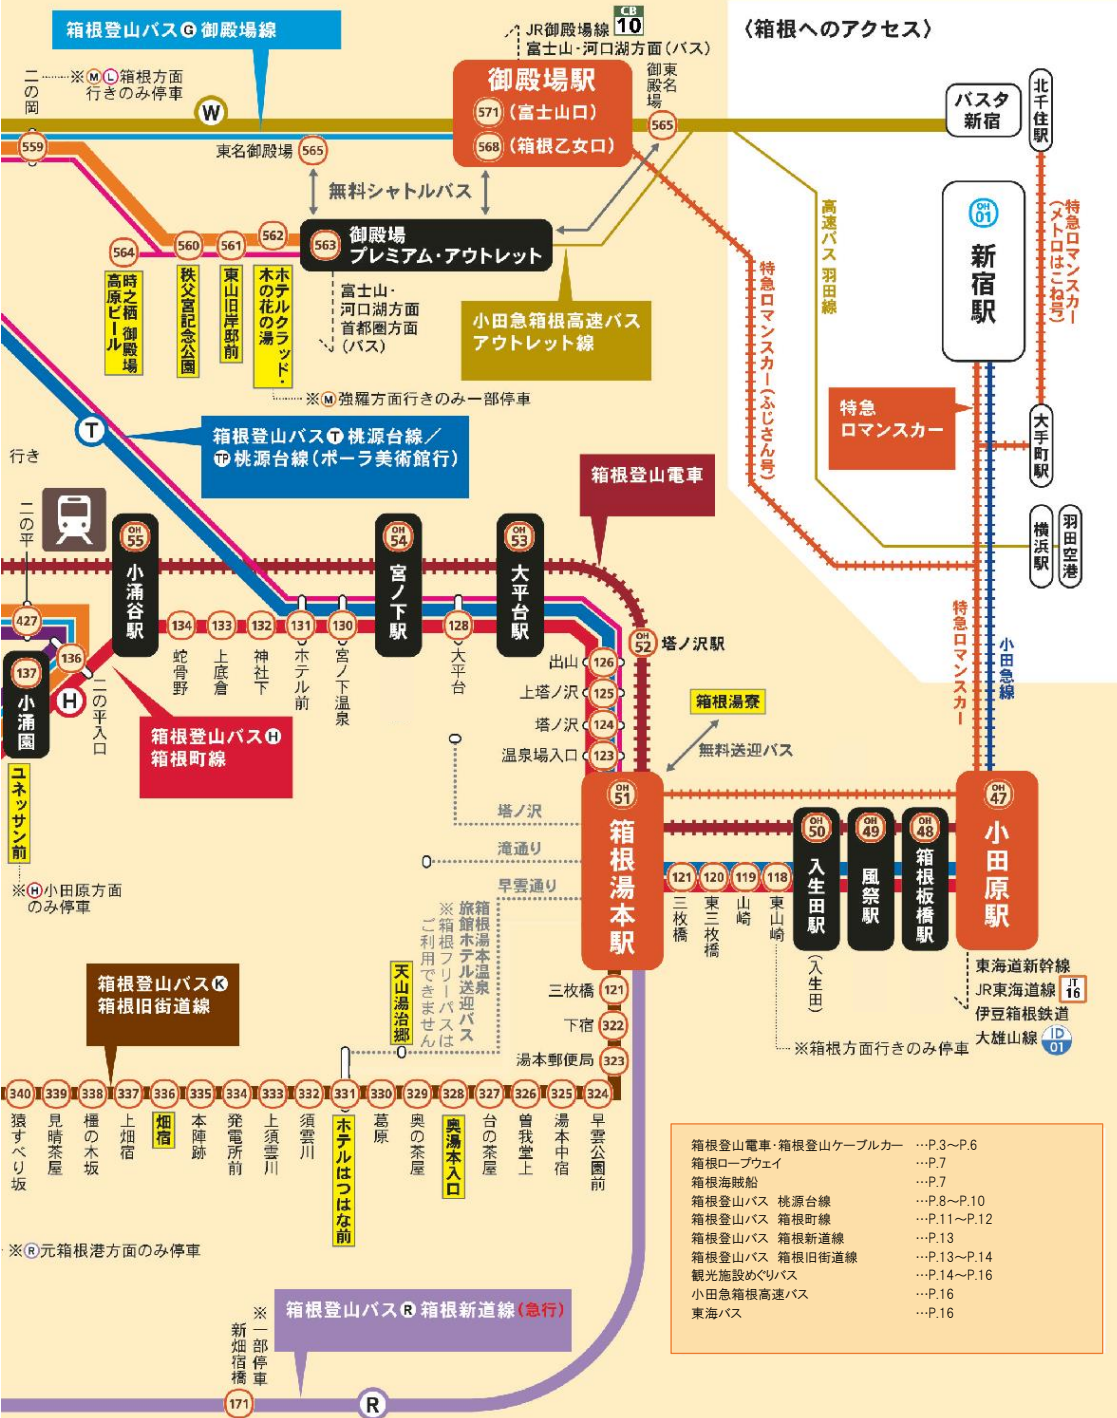 箱根登山バスⒼ御殿場線
JR御殿場線
CB
10
富士山・河口湖方面(バス)
〈箱根へのアクセス〉
二の岡
※ⓂⓁ箱根方面
行きのみ停車
W
559
東名御殿場
565
御殿場駅
571
(富士山口)
568
(箱根乙女口)
東名
御殿場
565
バスタ
新宿
北千住駅
無料シャトルバス
564
時之栖 御殿場
高原ビール
560
秩父宮記念公園
561
東山旧岸邸前
562
ホテルクラッド・
木の花の湯
563
御殿場
プレミアム・アウトレット
富士山・
河口湖方面
首都圏方面
(バス)
小田急箱根高速バス
アウトレット線
※Ⓜ強羅方面行きのみ一部停車
高速バス 羽田線
OH
01
新宿駅
特急ロマンスカー
(メトロはこね号)
特急ロマンスカー(ふじさん号)
特急
ロマンスカー
大手町駅
横浜駅
羽田空港
T
箱根登山バスⓉ桃源台線／
TP桃源台線(ポーラ美術館行)
行き
箱根登山電車
二の平
OH
55
小涌谷駅
OH
54
宮ノ下駅
OH
53
大平台駅
OH
52
塔ノ沢駅
427
136
二の平入口
137
小涌園
ユネッサン前
※Ⓗ小田原方面
のみ停車
H
134
蛇骨野
133
上底倉
132
神社下
131
ホテル前
130
宮ノ下温泉
128
大平台
箱根登山バスⒽ
箱根町線
出山
126
上塔ノ沢
125
塔ノ沢
124
温泉場入口
123
箱根湯寮
無料送迎バス
特急ロマンスカー
小田急線
塔ノ沢
滝通り
早雲通り
箱根湯本温泉
旅館ホテル送迎バス
※箱根フリーパスは
ご利用できません
OH
51
箱根湯本駅
121
三枚橋
120
東三枚橋
119
山崎
118
東山崎
OH
50
入生田駅
(入生田)
OH
49
風祭駅
OH
48
箱根板橋駅
OH
47
小田原駅
東海道新幹線
JR東海道線
JT
16
伊豆箱根鉄道
大雄山線
ID
01
※箱根方面行きのみ停車
箱根登山バスⓀ
箱根旧街道線
天山湯治郷
三枚橋
121
下宿
322
湯本郵便局
323
340
猿すべり坂
339
見晴茶屋
338
橿の木坂
337
上畑宿
336
畑宿
335
本陣跡
334
発電所前
333
上須雲川
332
須雲川
331
ホテルはつはな前
330
葛原
329
奥の茶屋
328
奥湯本入口
327
台の茶屋
326
曽我堂上
325
湯本中宿
324
早雲公園前
※Ⓡ元箱根港方面のみ停車
箱根登山バスⓇ箱根新道線(急行)
※一部停車
新畑宿橋
171
R
箱根登山電車・箱根登山ケーブルカー …P.3～P.6
箱根ロープウェイ …P.7
箱根海賊船 …P.7
箱根登山バス 桃源台線 …P.8～P.10
箱根登山バス 箱根町線 …P.11～P.12
箱根登山バス 箱根新道線 …P.13
箱根登山バス 箱根旧街道線 …P.13～P.14
観光施設めぐりバス …P.14～P.16
小田急箱根高速バス …P.16
東海バス …P.16